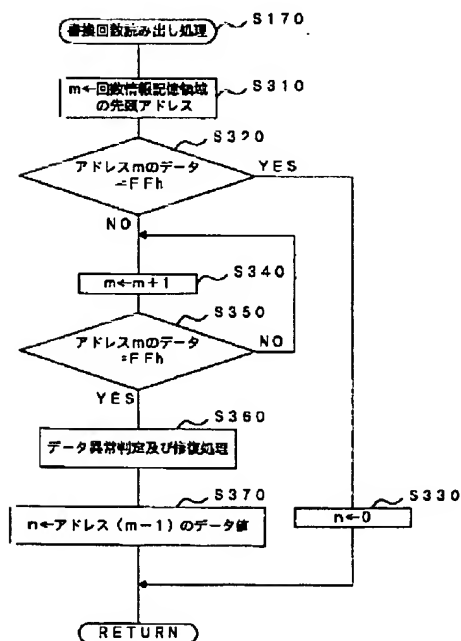 書換回数読み出し処理
S170
m←回数情報記憶領域
の先頭アドレス
S310
S320
アドレスmのデータ
=FFh
YES
NO
m←m+1
S340
S350
アドレスmのデータ
=FFh
NO
YES
S360
データ異常判定及び修復処理
S370
n←アドレス(m-1)のデータ値
S330
n←0
RETURN